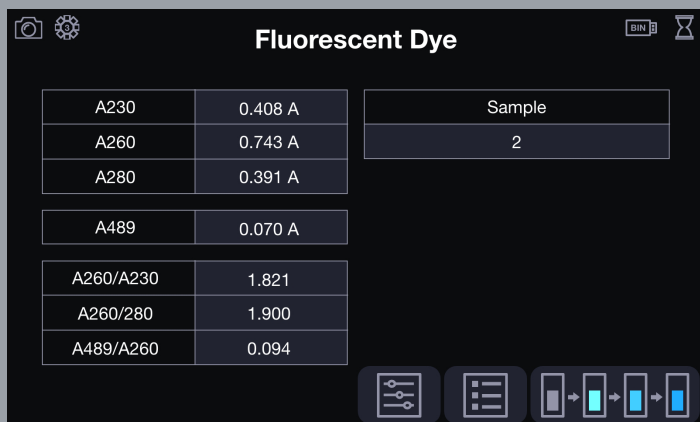 3
BIN
Fluorescent Dye
A230 0.408 A
A260 0.743 A
A280 0.391 A
A489 0.070 A
A260/A230 1.821
A260/280 1.900
A489/A260 0.094
Sample
2